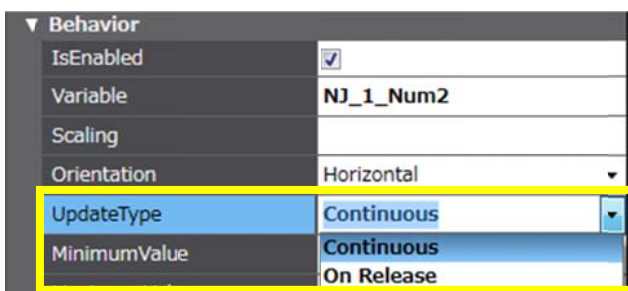 ▼ Behavior
IsEnabled
Variable NJ_1_Num2
Scaling
Orientation Horizontal
UpdateType Continuous
MinimumValue Continuous
On Release